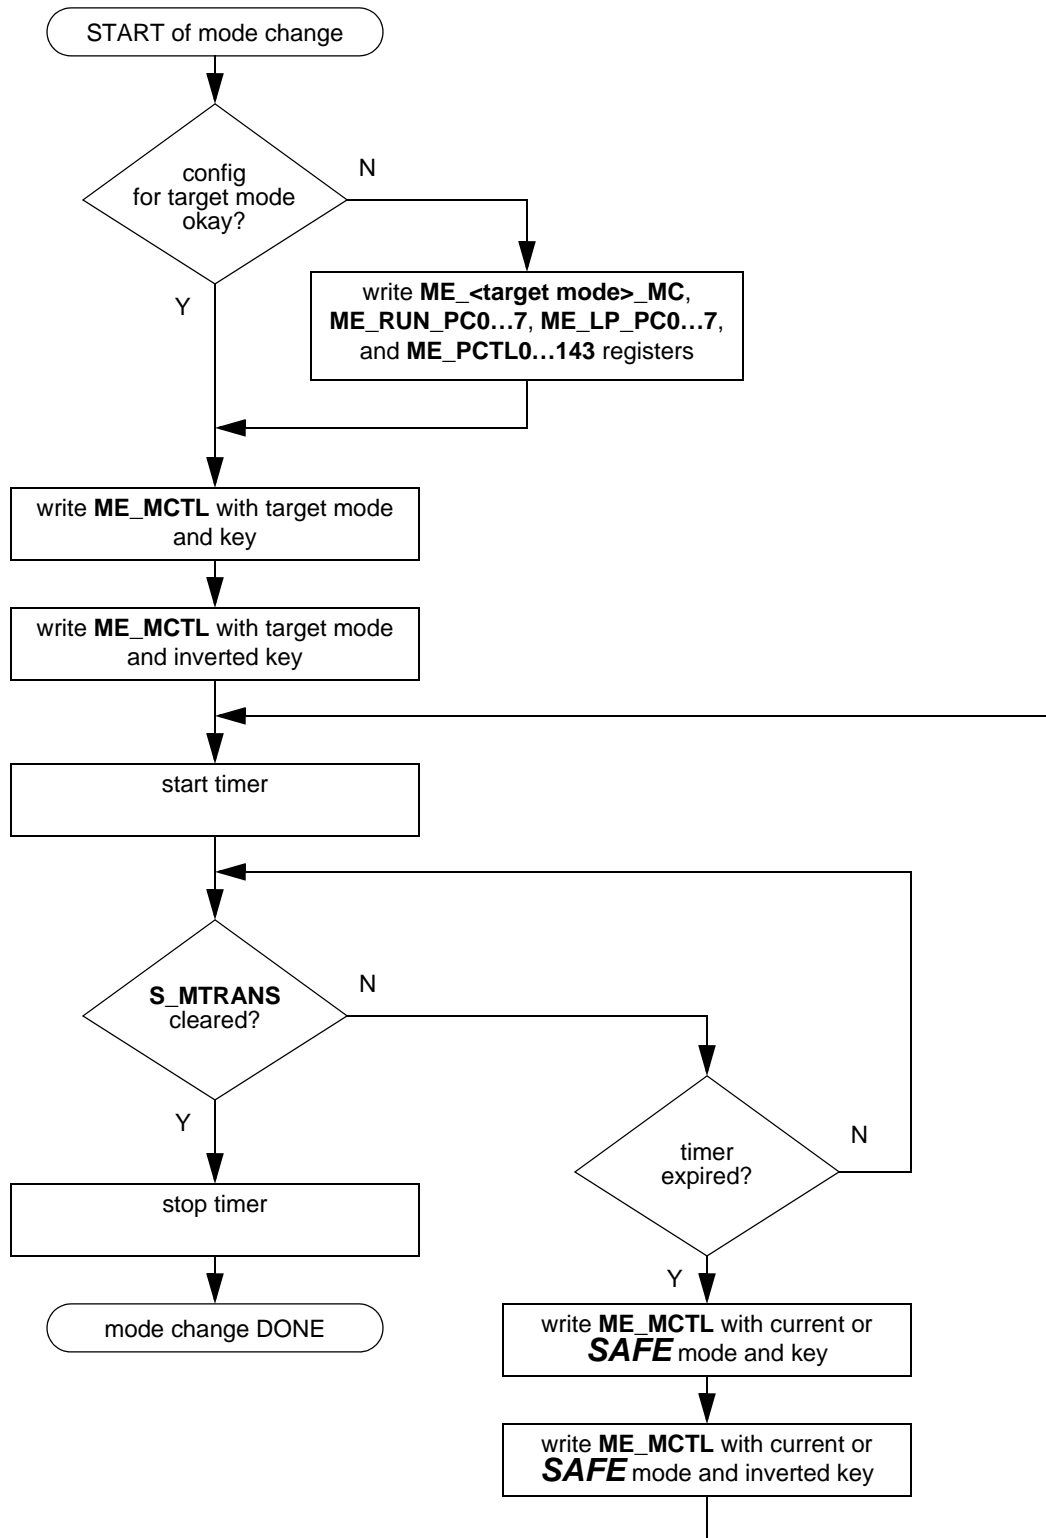 START of mode change
config
for target mode
okay?
N
Y
write ME_<target mode>_MC,
ME_RUN_PC0…7, ME_LP_PC0…7,
and ME_PCTL0…143 registers
write ME_MCTL with target mode
and key
write ME_MCTL with target mode
and inverted key
start timer
S_MTRANS
cleared?
N
Y
timer
expired?
N
Y
stop timer
mode change DONE
write ME_MCTL with current or
SAFE mode and key
write ME_MCTL with current or
SAFE mode and inverted key